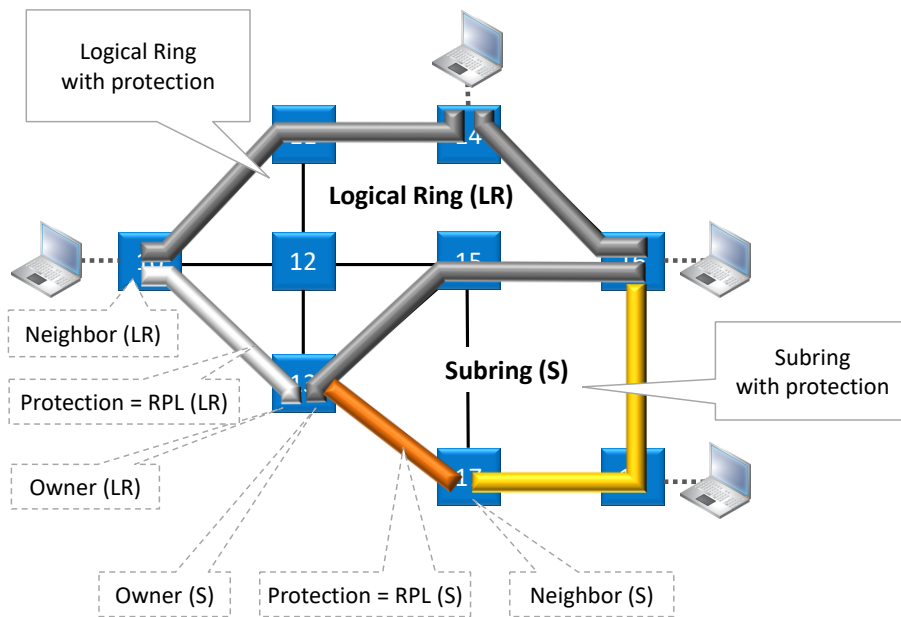 Logical Ring
with protection
14
Logical Ring (LR)
12
15
Neighbor (LR)
Subring (S)
Subring
with protection
Protection = RPL (LR)
13
17
Owner (LR)
Owner (S)
Protection = RPL (S)
Neighbor (S)